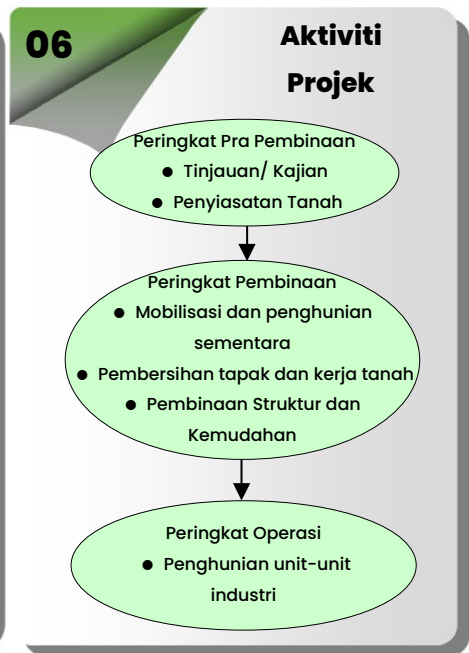 06
Aktiviti
Projek
Peringkat Pra Pembinaan
● Tinjauan/ Kajian
● Penyiasatan Tanah
Peringkat Pembinaan
● Mobilisasi dan penghunian
sementara
● Pembersihan tapak dan kerja tanah
● Pembinaan Struktur dan
Kemudahan
Peringkat Operasi
● Penghunian unit-unit
industri